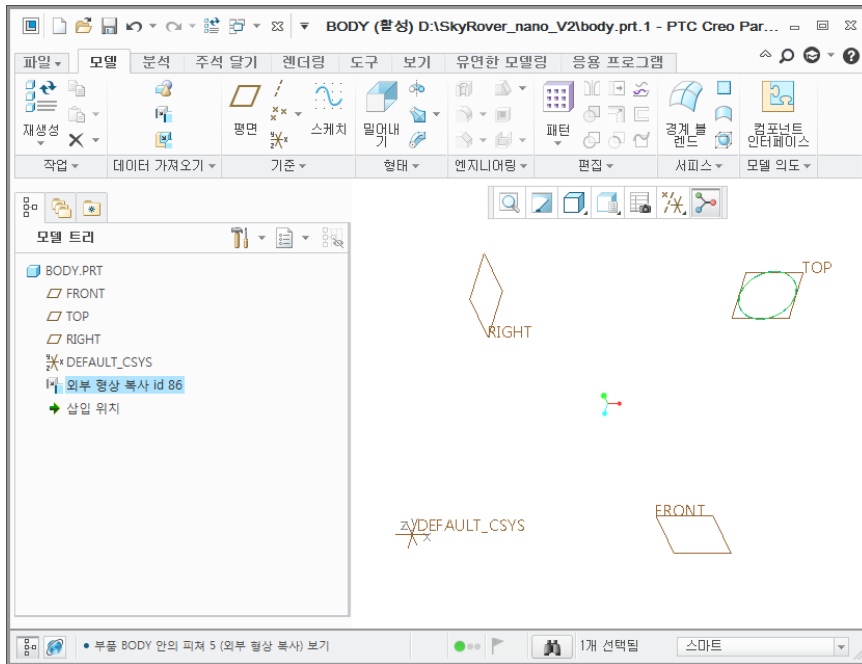 BODY (활성) D:\SkyRover_nano_V2\body.prt.1 - PTC Creo Par...
파일 모델 분석 주석 달기 렌더링 도구 보기 유연한 모델링 응용 프로그램
재생성 평면 스케치 밀어내기 패턴 경계 블렌드 컴포넌트 인터페이스
작업 데이터 가져오기 기준 형태 엔지니어링 편집 서피스 모델 의도
모델 트리
BODY.PRT
FRONT
TOP
RIGHT
DEFAULT_CSYS
외부 형상 복사 id 86
삽입 위치
TOP
RIGHT
FRONT
ZYDEFAULT_CSYS
X
• 부품 BODY 안의 피쳐 5 (외부 형상 복사) 보기 1개 선택됨 스마트